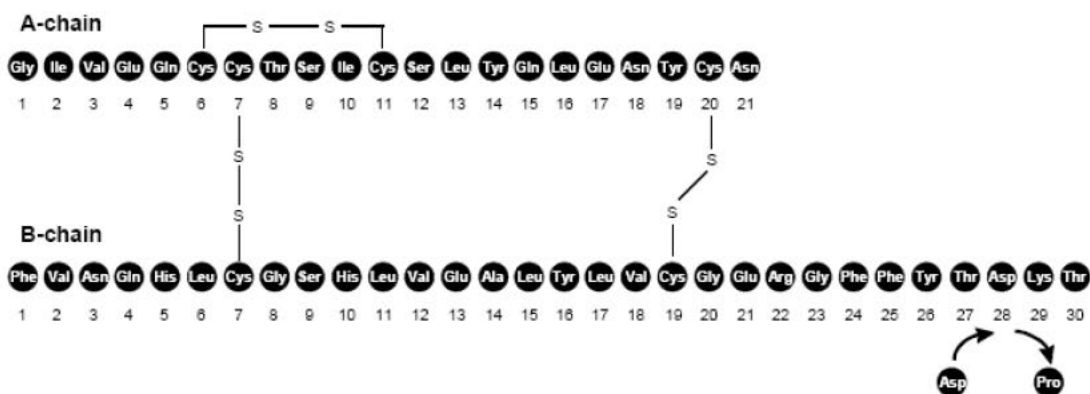 A-chain
S S
Gly Ile Val Glu Gln Cys Cys Thr Ser Ile Cys Ser Leu Tyr Gln Leu Glu Asn Tyr Cys Asn
1 2 3 4 5 6 7 8 9 10 11 12 13 14 15 16 17 18 19 20 21
S S
S S
B-chain
Phe Val Asn Gln His Leu Cys Gly Ser His Leu Val Glu Ala Leu Tyr Leu Val Cys Gly Glu Arg Gly Phe Phe Tyr Thr Asp Lys Thr
1 2 3 4 5 6 7 8 9 10 11 12 13 14 15 16 17 18 19 20 21 22 23 24 25 26 27 28 29 30
Asp Pro